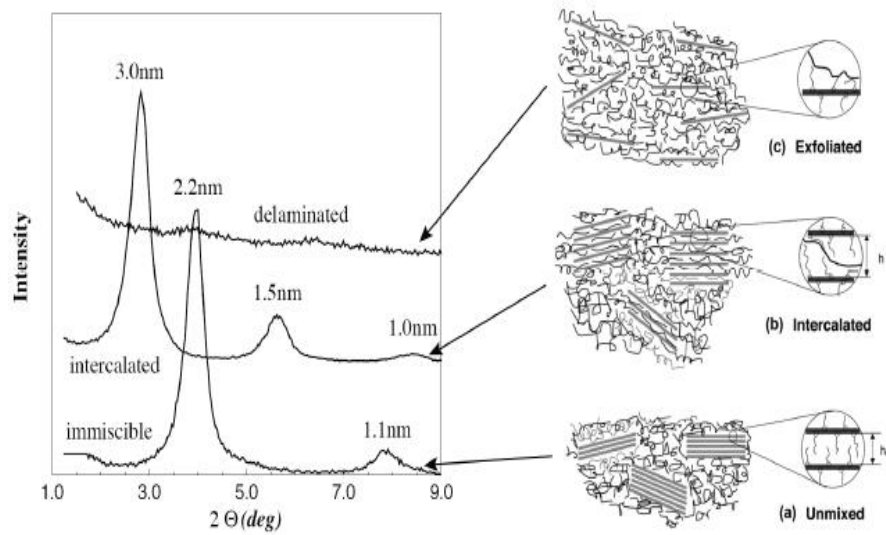 3.0nm
2.2nm
delaminated
Intensity
1.5nm
1.0nm
intercalated
immiscible
1.1nm
1.0 3.0 5.0 7.0 9.0
2 Θ(deg)
(c) Exfoliated
h
(b) Intercalated
h
(a) Unmixed